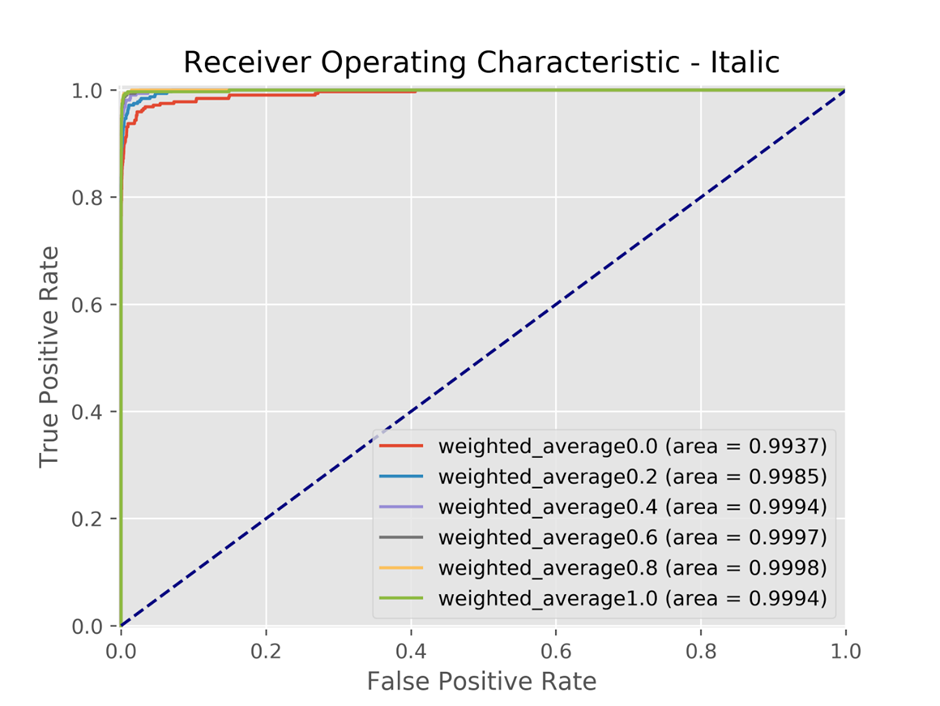 Receiver Operating Characteristic - Italic
1.0
0.8
0.6
0.4
0.2
0.0
True Positive Rate
weighted_average0.0 (area = 0.9937)
weighted_average0.2 (area = 0.9985)
weighted_average0.4 (area = 0.9994)
weighted_average0.6 (area = 0.9997)
weighted_average0.8 (area = 0.9998)
weighted_average1.0 (area = 0.9994)
0.0 0.2 0.4 0.6 0.8 1.0
False Positive Rate